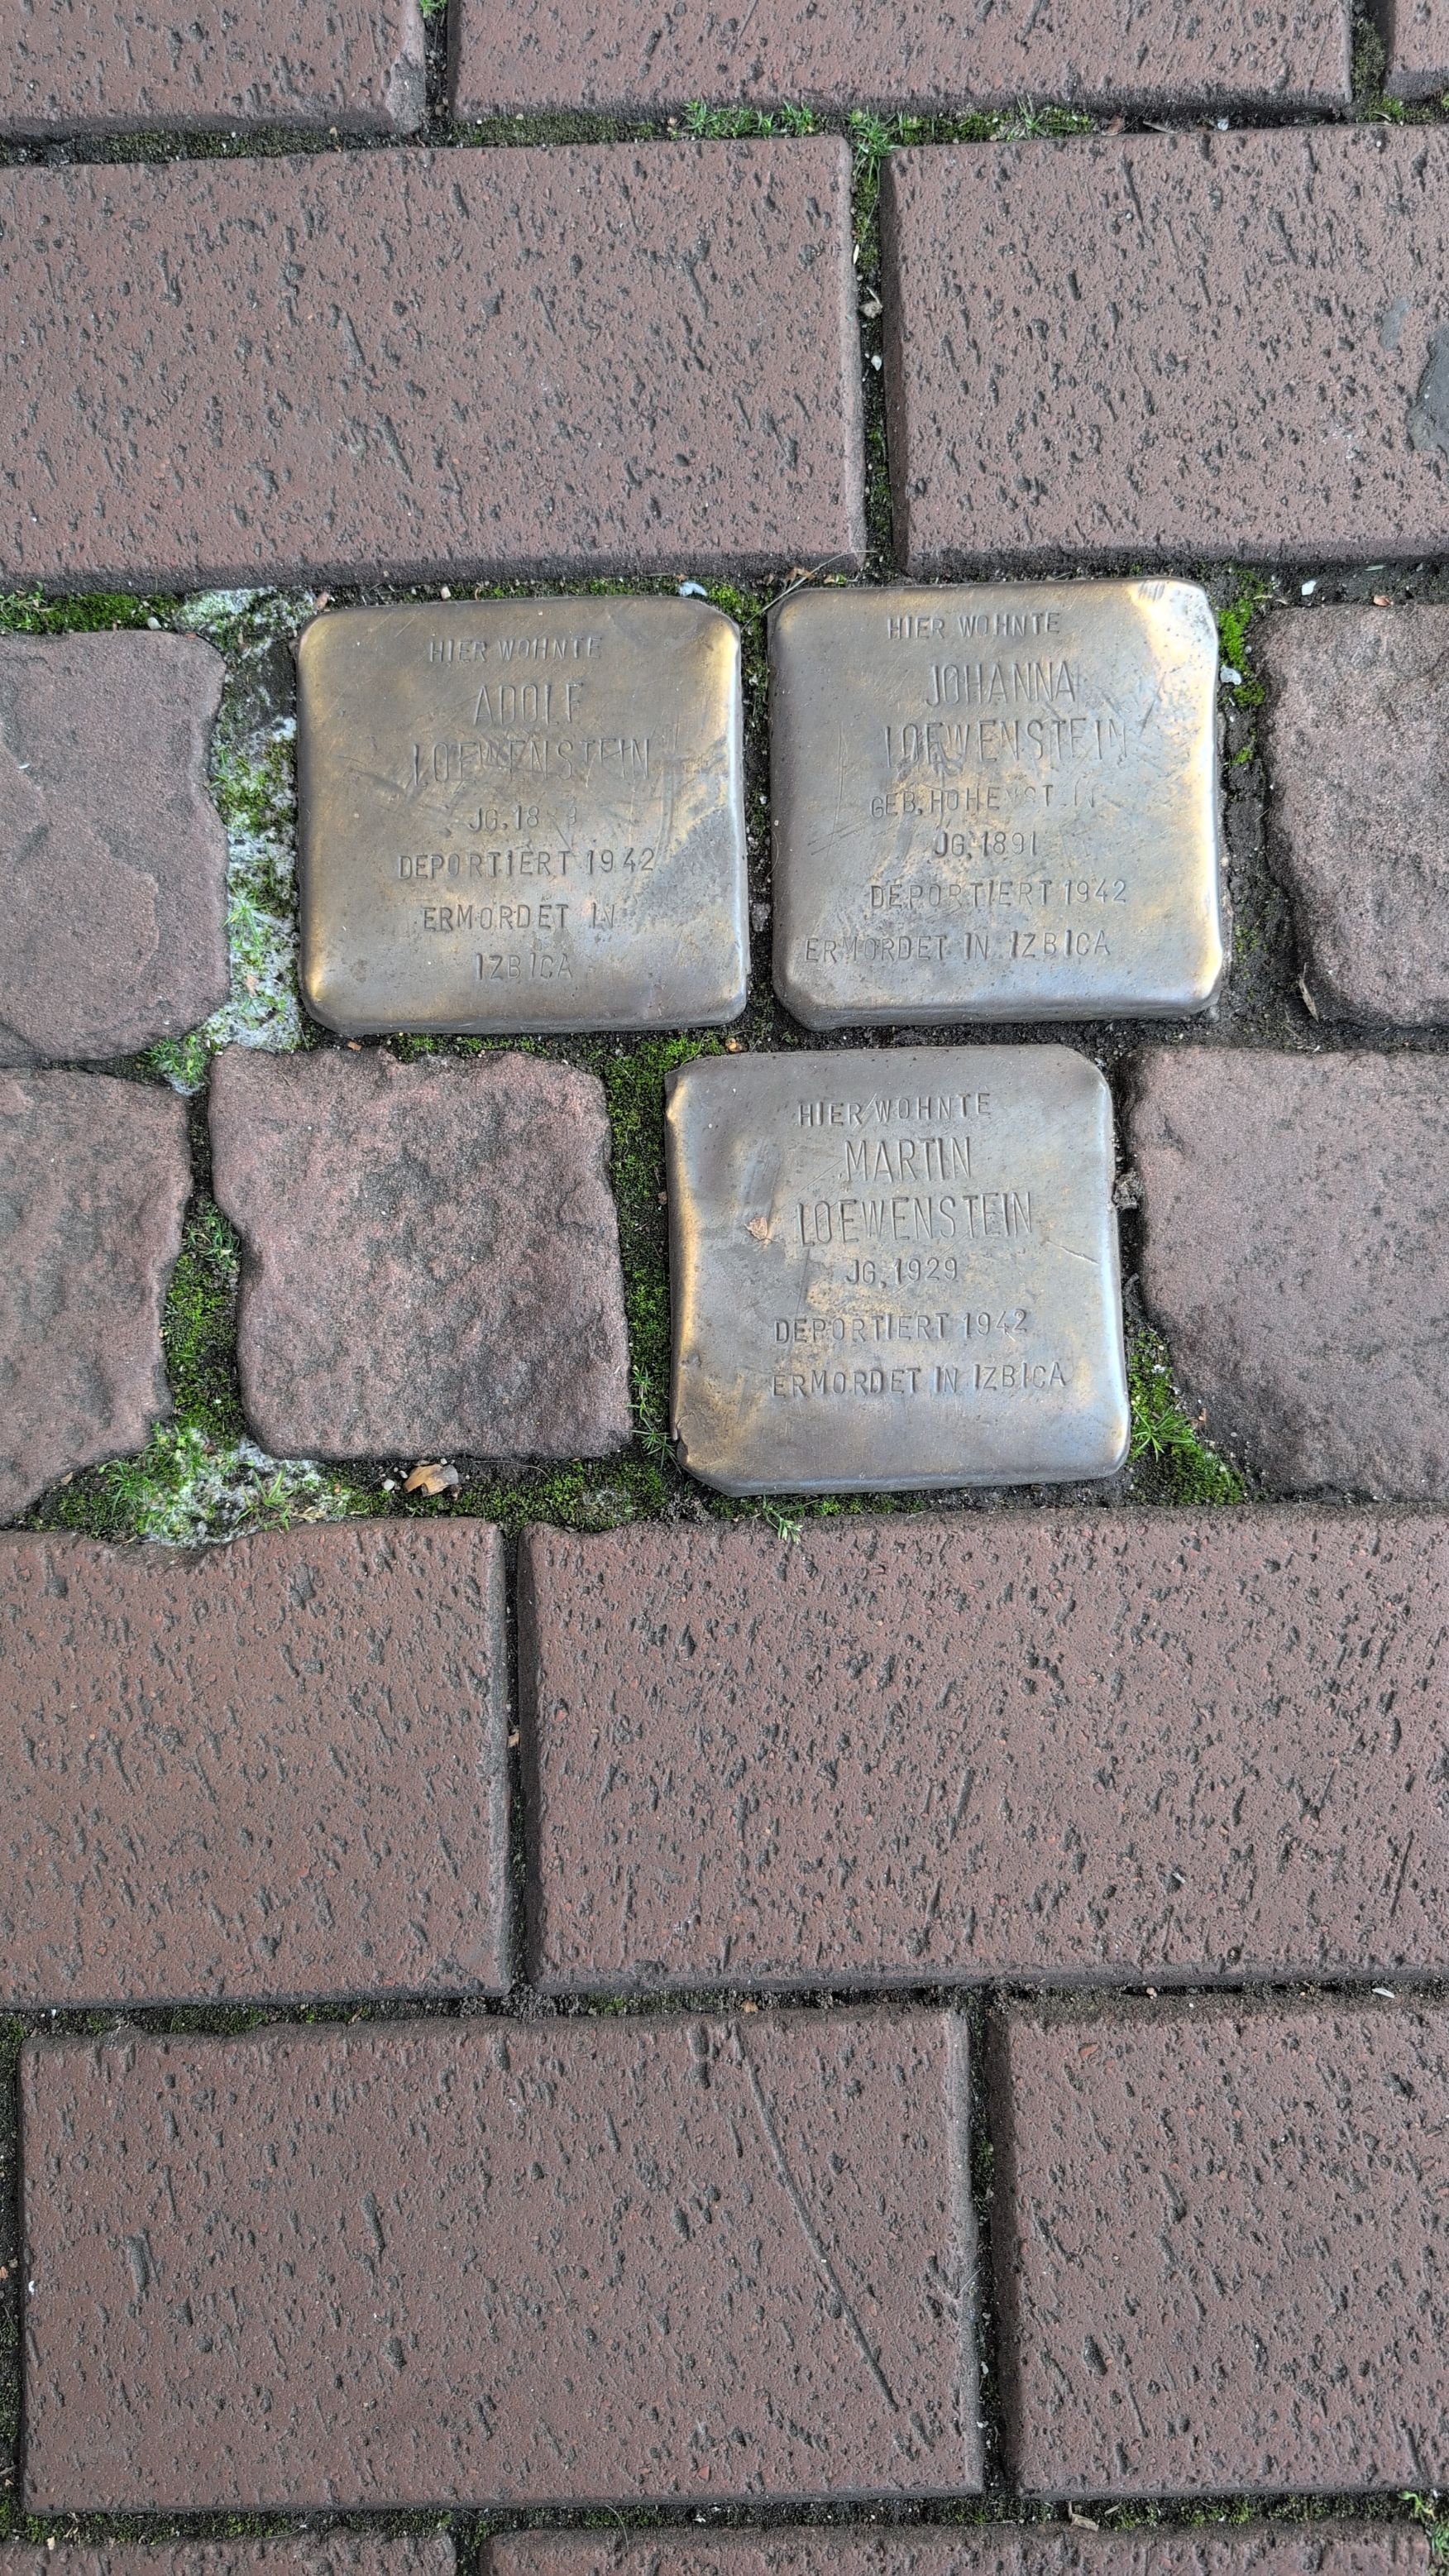 HIER WOHNTE
ADOLF
LOEWENSTEIN
DEPORTIERT 1942
ERMORDET IN
IZBICA
HIER WOHNTE
JOHANNA
LOEWENSTEIN
GEB.
JG. 1891
DEPORTIERT 1942
ERMORDET IN IZBICA
HIER WOHNTE
MARTIN
LOEWENSTEIN
JG. 1929
DEPORTIERT 1942
ERMORDET IN IZBICA